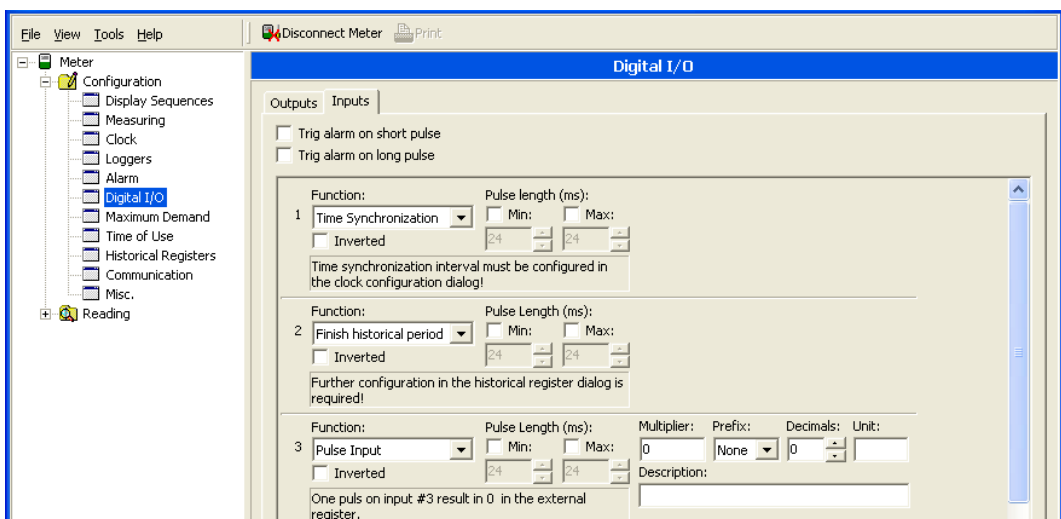 File View Tools Help Disconnect Meter Print
Meter
Configuration
Display Sequences
Measuring
Clock
Loggers
Alarm
Digital I/O
Maximum Demand
Time of Use
Historical Registers
Communication
Misc.
Reading
Digital I/O
Outputs Inputs
Trig alarm on short pulse
Trig alarm on long pulse
Function: Pulse length (ms):
1 Time Synchronization Min: Max:
Inverted 24 24
Time synchronization interval must be configured in
the clock configuration dialog!
Function: Pulse Length (ms):
2 Finish historical period Min: Max:
Inverted 24 24
Further configuration in the historical register dialog is
required!
Function: Pulse Length (ms): Multiplier: Prefix: Decimals: Unit:
3 Pulse Input Min: Max: 0 None 0
Inverted 24 24 Description:
One puls on input #3 result in 0 in the external
register.